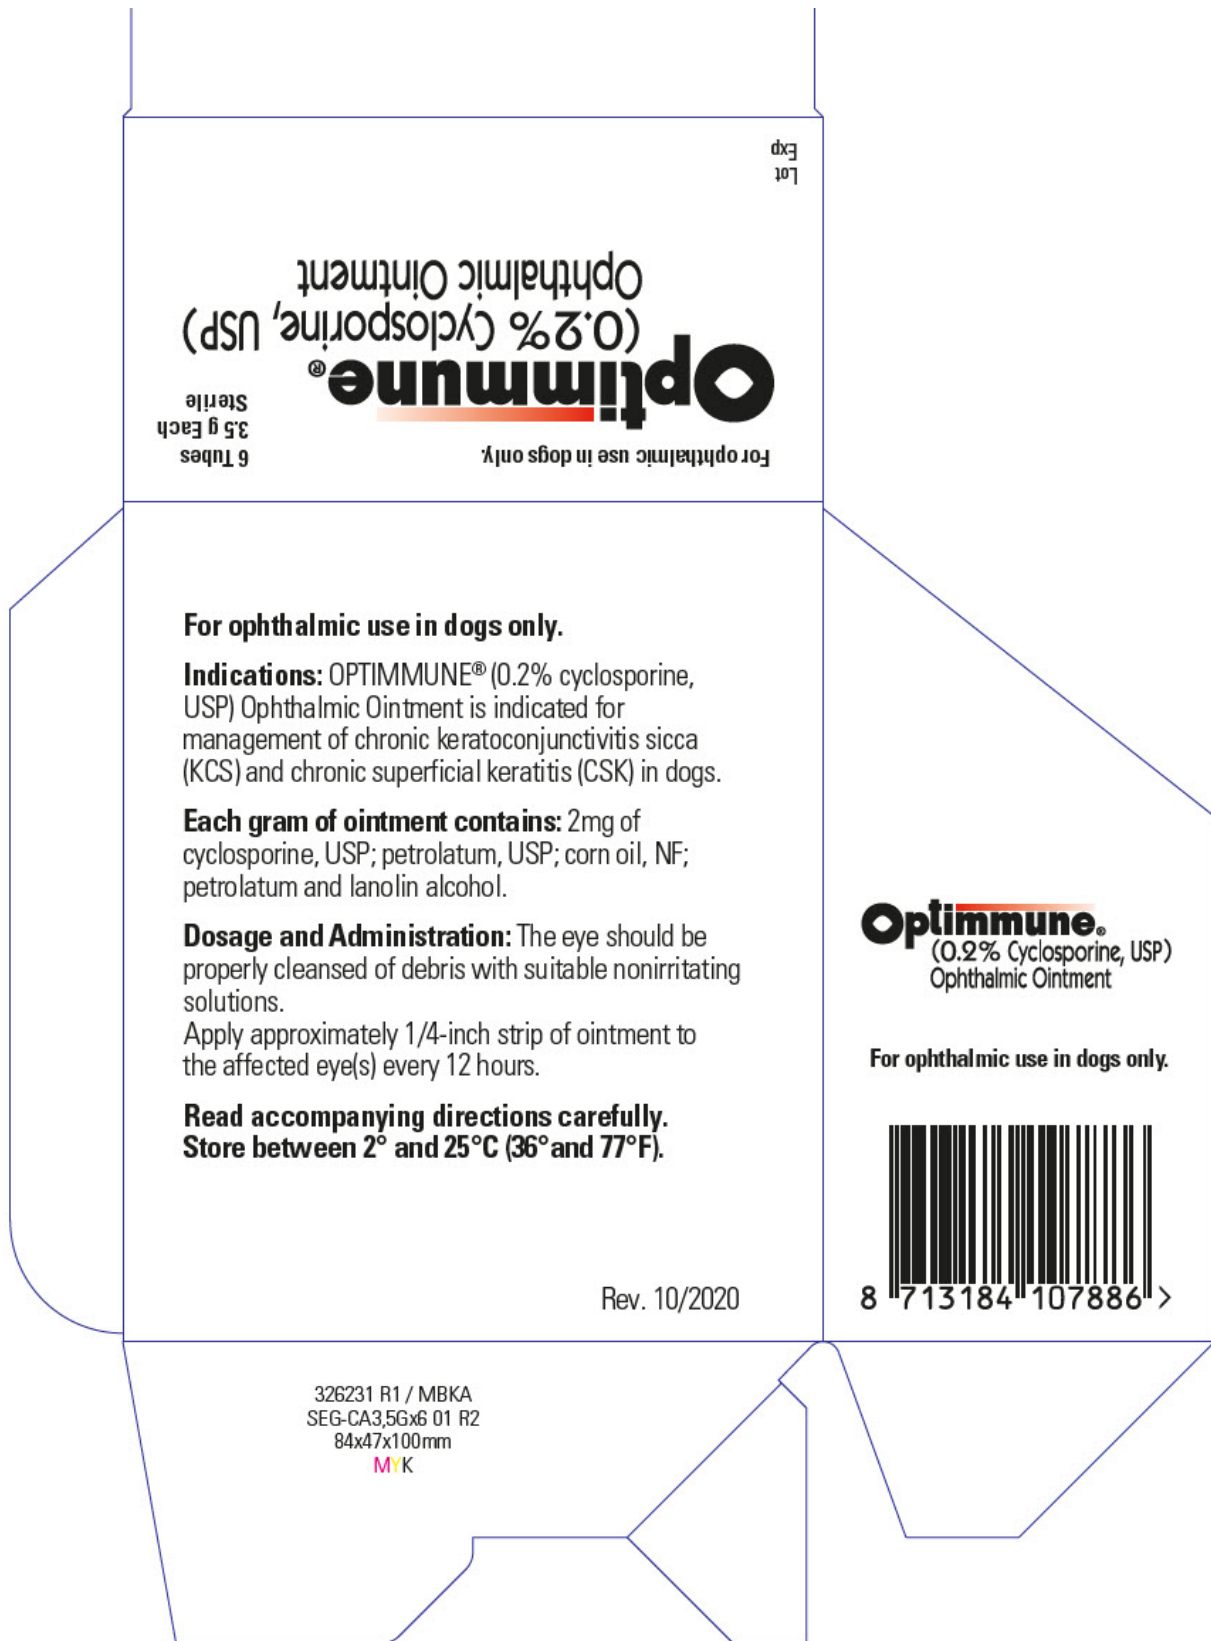 Lot
Exp
For ophthalmic use in dogs only.
6 Tubes
3.5 g Each
Sterile
Optimmune®
(0.2% Cyclosporine, USP)
Ophthalmic Ointment
For ophthalmic use in dogs only.
Indications: OPTIMMUNE® (0.2% cyclosporine,
USP) Ophthalmic Ointment is indicated for
management of chronic keratoconjunctivitis sicca
(KCS) and chronic superficial keratitis (CSK) in dogs.
Each gram of ointment contains: 2mg of
cyclosporine, USP; petrolatum, USP; corn oil, NF;
petrolatum and lanolin alcohol.
Dosage and Administration: The eye should be
properly cleansed of debris with suitable nonirritating
solutions.
Apply approximately 1/4-inch strip of ointment to
the affected eye(s) every 12 hours.
Read accompanying directions carefully.
Store between 2° and 25°C (36°and 77°F).
Rev. 10/2020
Optimmune®
(0.2% Cyclosporine, USP)
Ophthalmic Ointment
For ophthalmic use in dogs only.
8 713184 107886 >
326231 R1 / MBKA
SEG-CA3,5Gx6 01 R2
84x47x100mm
MYK